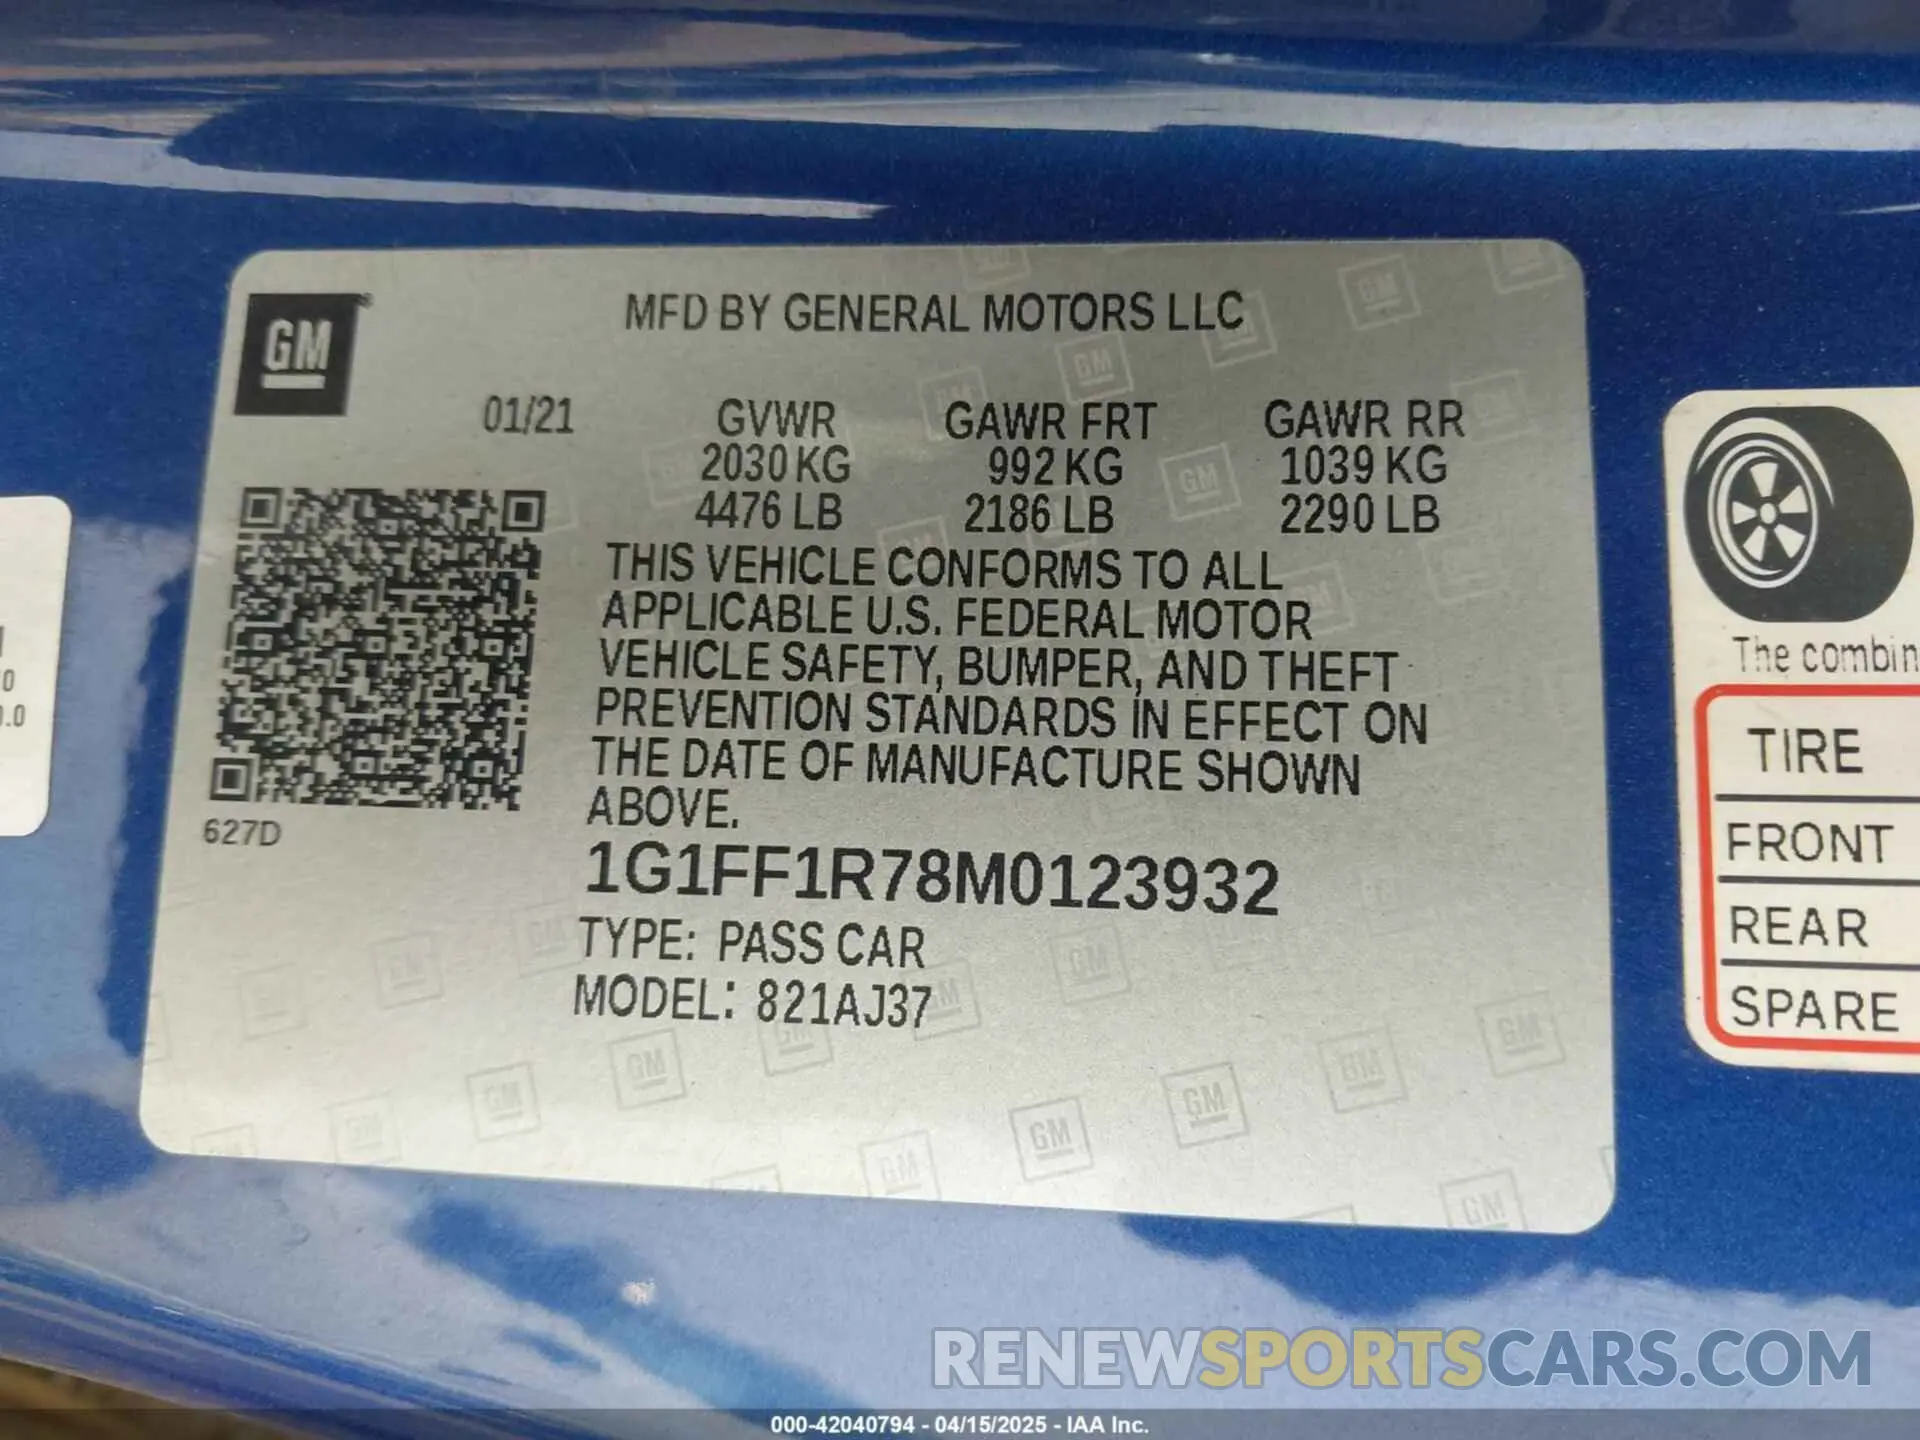 MFD BY GENERAL MOTORS LLC
GM
01/21
GVWR GAWR FRT GAWR RR
2030 KG 992 KG 1039 KG
4476 LB 2186 LB 2290 LB
THIS VEHICLE CONFORMS TO ALL
APPLICABLE U.S. FEDERAL MOTOR
VEHICLE SAFETY, BUMPER, AND THEFT
PREVENTION STANDARDS IN EFFECT ON
THE DATE OF MANUFACTURE SHOWN
ABOVE.
627D
1G1FF1R78M0123932
TYPE: PASS CAR
MODEL: 821AJ37
The combin
TIRE
FRONT
REAR
SPARE
RENEWSPORTSCARS.COM
000-42040794 - 04/15/2025 - IAA Inc.